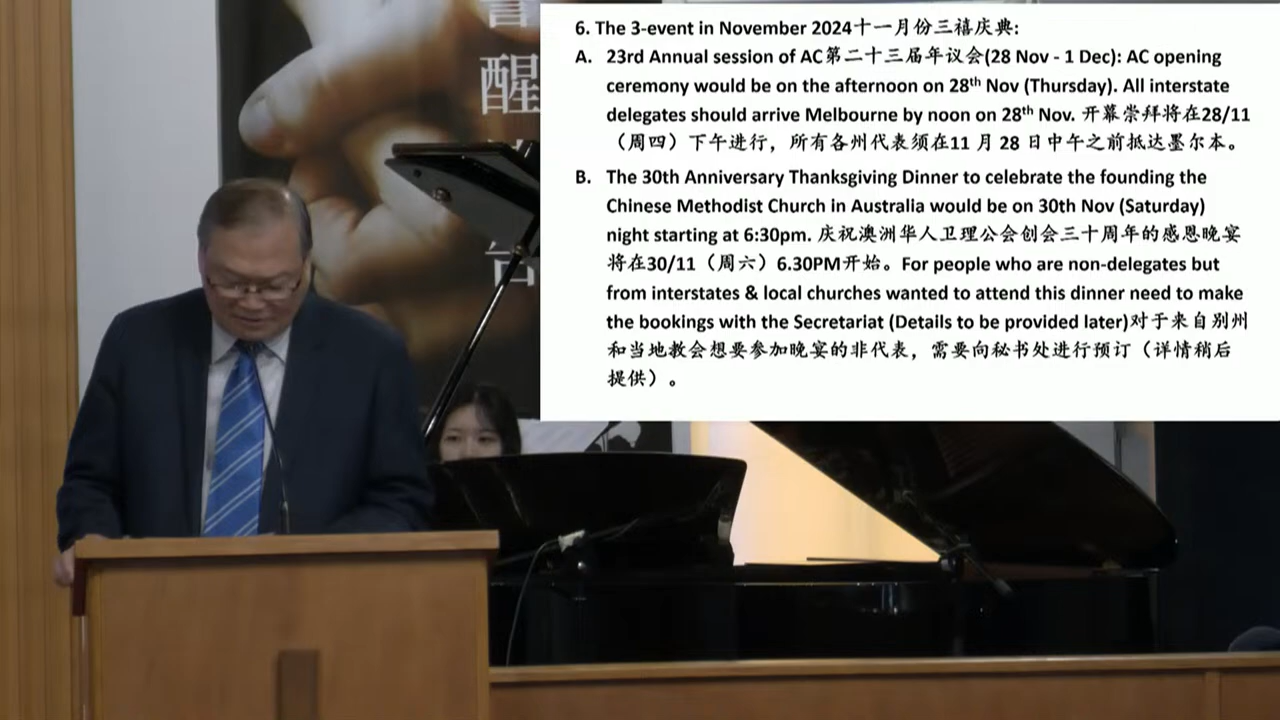 醒
6. The 3-event in November 2024十一月份三禧庆典:
A. 23rd Annual session of AC第二十三届年议会(28 Nov - 1 Dec): AC opening
ceremony would be on the afternoon on 28th Nov (Thursday). All interstate
delegates should arrive Melbourne by noon on 28th Nov. 开幕崇拜将在28/11
（周四）下午进行，所有各州代表须在11 月 28 日中午之前抵达墨尔本。
B. The 30th Anniversary Thanksgiving Dinner to celebrate the founding the
Chinese Methodist Church in Australia would be on 30th Nov (Saturday)
night starting at 6:30pm. 庆祝澳洲华人卫理公会创会三十周年的感恩晚宴
将在30/11（周六）6.30PM开始。For people who are non-delegates but
from interstates & local churches wanted to attend this dinner need to make
the bookings with the Secretariat (Details to be provided later)对于来自别州
和当地教会想要参加晚宴的非代表，需要向秘书处进行预订（详情稍后
提供）。